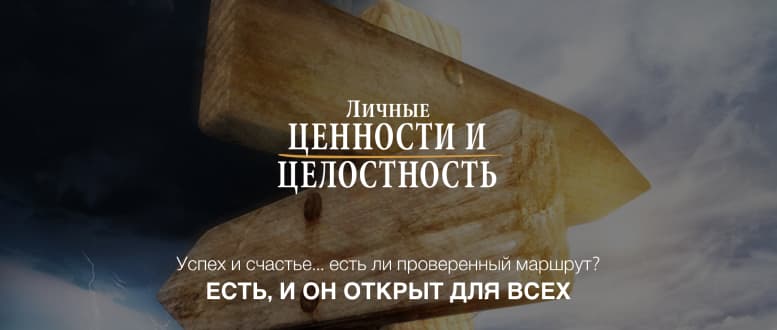 Личные
ЦЕННОСТИ И
ЦЕЛОСТНОСТЬ
Успех и счастье... есть ли проверенный маршрут?
ЕСТЬ, И ОН ОТКРЫТ ДЛЯ ВСЕХ